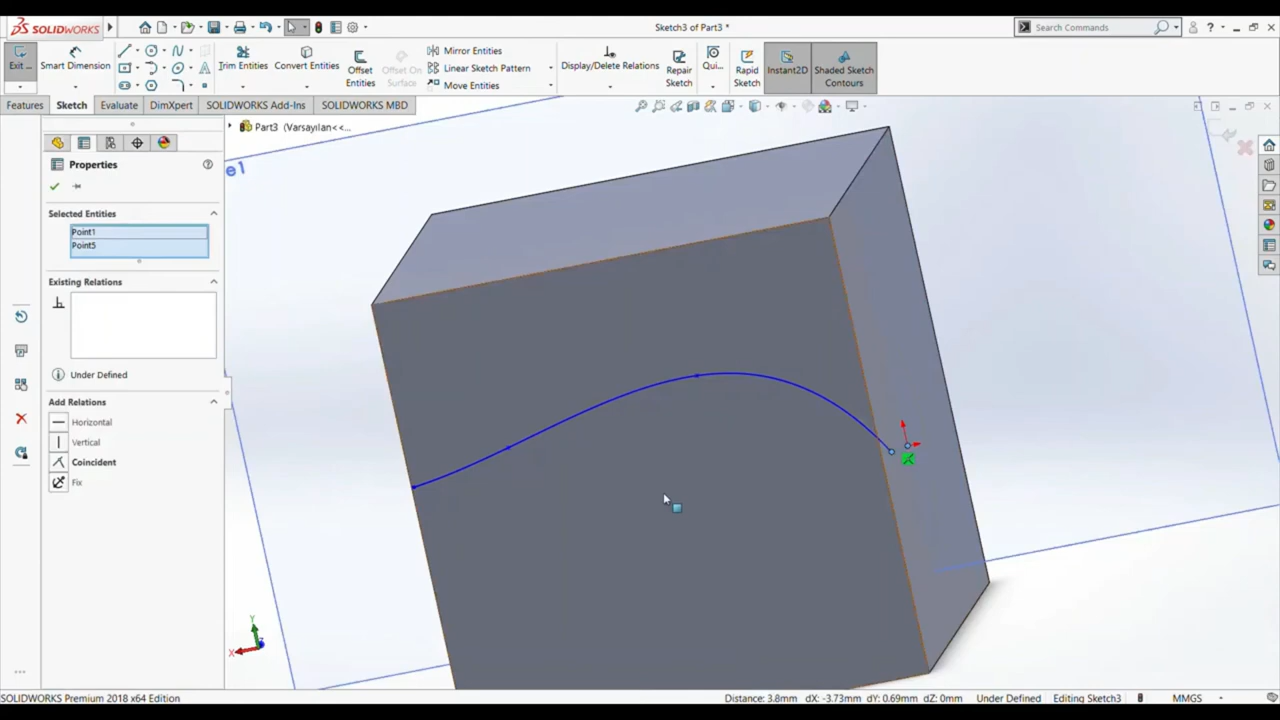 SOLIDWORKS
Sketch3 of Part3 *
Search Commands
Exit ...
Smart Dimension
Trim Entities
Convert Entities
Offset Entities
Offset On Surface
Mirror Entities
Linear Sketch Pattern
Move Entities
Display/Delete Relations
Repair Sketch
Qui...
Rapid Sketch
Instant2D
Shaded Sketch Contours
Features
Sketch
Evaluate
DimXpert
SOLIDWORKS Add-Ins
SOLIDWORKS MBD
Part3 (Varsayılan<<...
Properties
e1
Selected Entities
Point1
Point5
Existing Relations
Under Defined
Add Relations
Horizontal
Vertical
Coincident
Fix
Y
X
Z
SOLIDWORKS Premium 2018 x64 Edition
Distance: 3.8mm dX: -3.73mm dY: 0.69mm dZ: 0mm
Under Defined
Editing Sketch3
MMGS